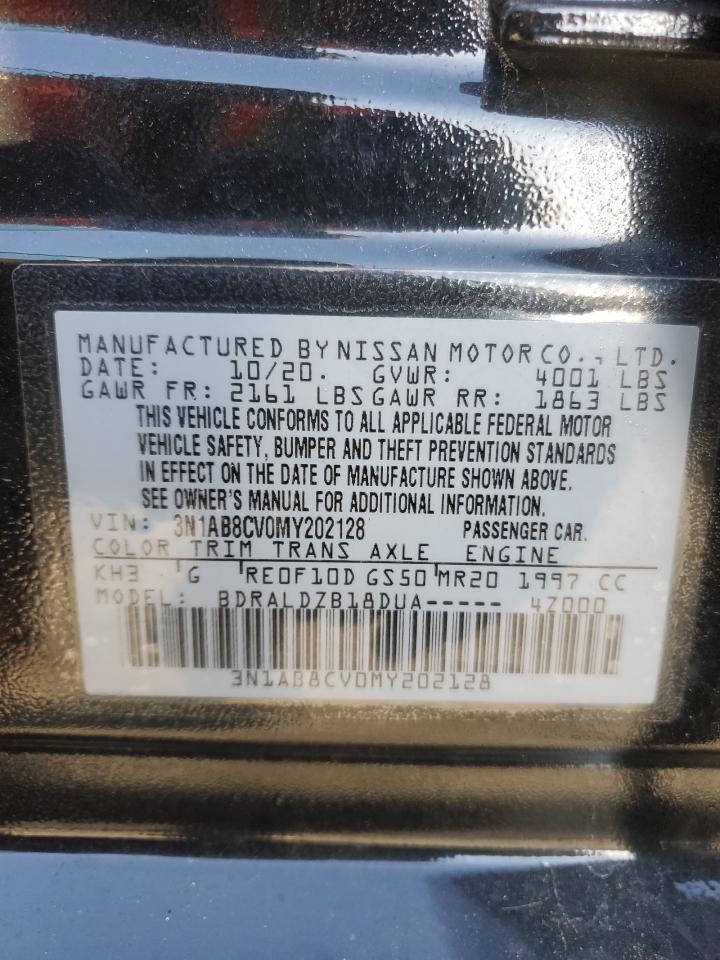 MANUFACTURED BY NISSAN MOTOR CO., LTD.
DATE: 10/20. GVWR: 4001 LBS
GAWR FR: 2161 LBS GAWR RR: 1863 LBS
THIS VEHICLE CONFORMS TO ALL APPLICABLE FEDERAL MOTOR
VEHICLE SAFETY, BUMPER AND THEFT PREVENTION STANDARDS
IN EFFECT ON THE DATE OF MANUFACTURE SHOWN ABOVE.
SEE OWNER'S MANUAL FOR ADDITIONAL INFORMATION.
VIN: 3N1AB8CV0MY202128 PASSENGER CAR.
COLOR TRIM TRANS AXLE ENGINE
KH3 G RE0F10D GS50 MR20 1997 CC
MODEL: BDRALDZB18DUA----- 4Z000
3N1AB8CV0MY202128